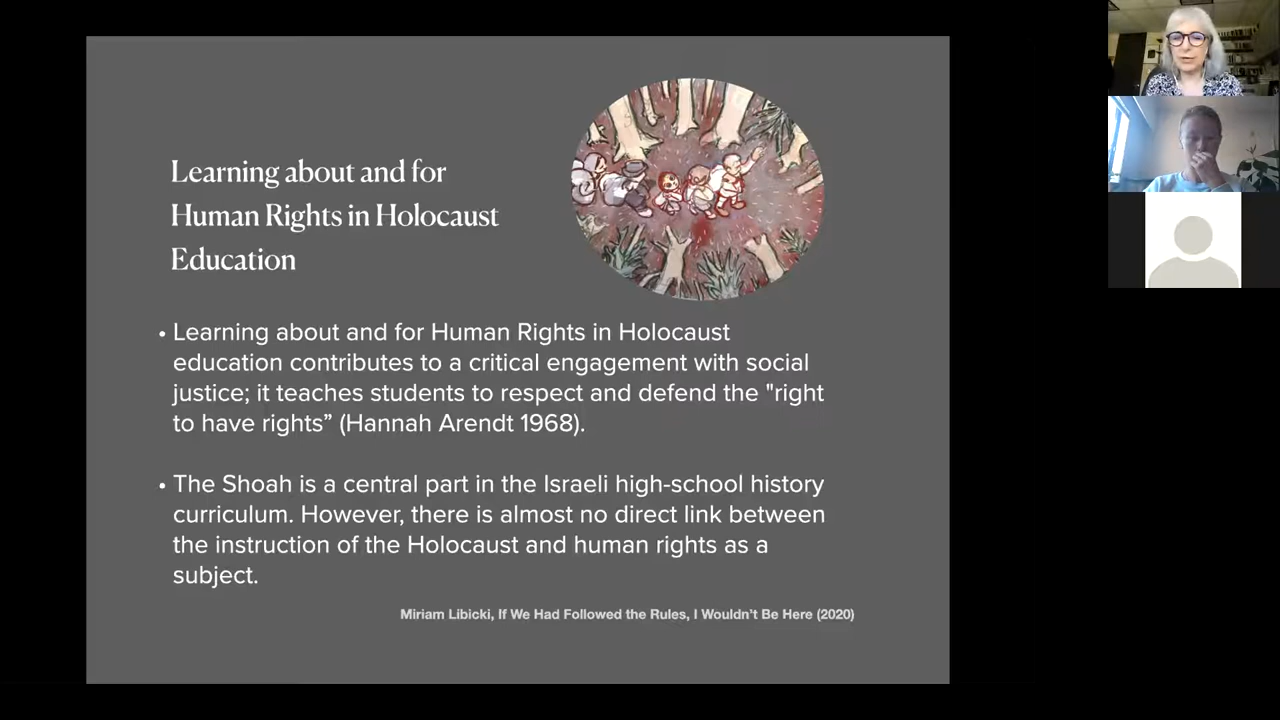 Learning about and for
Human Rights in Holocaust
Education
• Learning about and for Human Rights in Holocaust
education contributes to a critical engagement with social
justice; it teaches students to respect and defend the "right
to have rights” (Hannah Arendt 1968).
• The Shoah is a central part in the Israeli high-school history
curriculum. However, there is almost no direct link between
the instruction of the Holocaust and human rights as a
subject.
Miriam Libicki, If We Had Followed the Rules, I Wouldn't Be Here (2020)